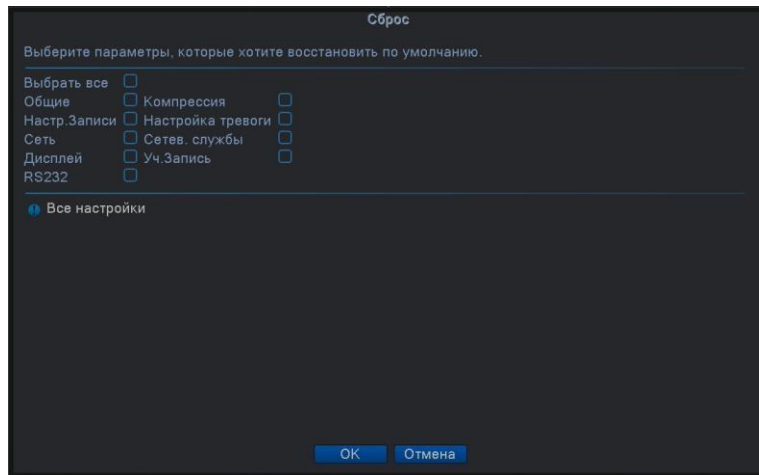 Сброс
Выберите параметры, которые хотите восстановить по умолчанию.
Выбрать все
Общие Компрессия
Настр.Записи Настройка тревоги
Сеть Сетев. службы
Дисплей Уч.Запись
RS232
Все настройки
OK Отмена